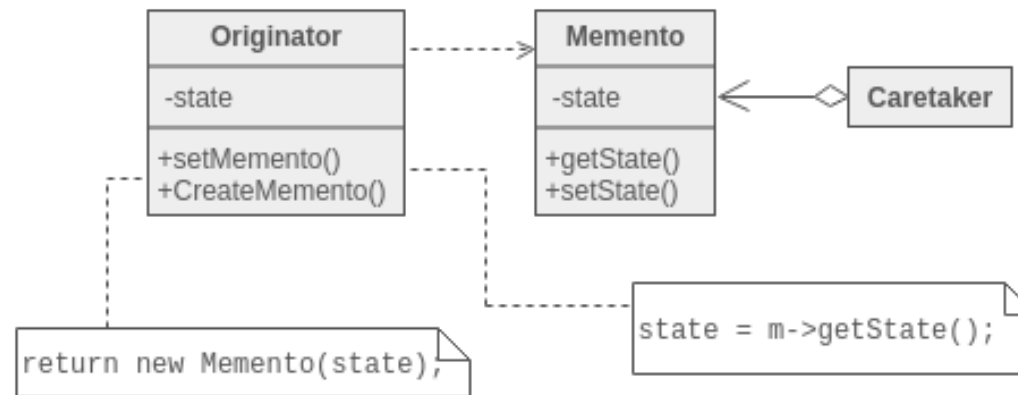 Originator
-state
+setMemento()
+CreateMemento()
Memento
-state
+getState()
+setState()
Caretaker
return new Memento(state);
state = m->getState();